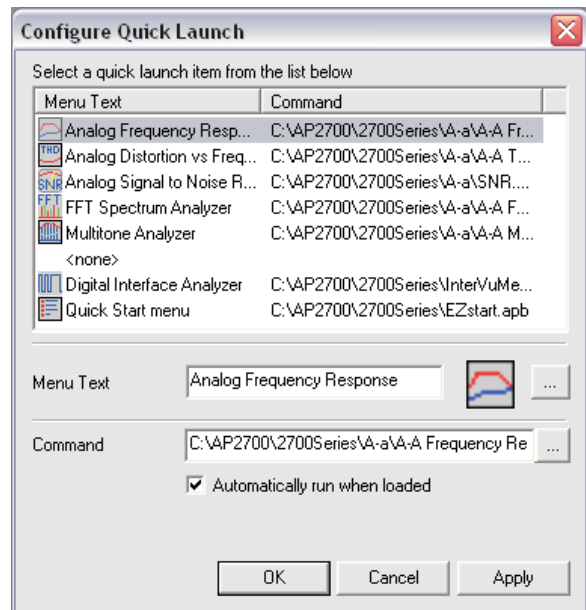 Configure Quick Launch
Select a quick launch item from the list below
Menu Text Command
Analog Frequency Resp... C:\AP2700\2700Series\A-a\A-A Fr...
THD Analog Distortion vs Freq... C:\AP2700\2700Series\A-a\A-A T...
SNR Analog Signal to Noise R... C:\AP2700\2700Series\A-a\SNR....
FFT FFT Spectrum Analyzer C:\AP2700\2700Series\A-a\A-A F...
Multitone Analyzer C:\AP2700\2700Series\A-a\A-A M...
<none>
Digital Interface Analyzer C:\AP2700\2700Series\InterVuMe...
Quick Start menu C:\AP2700\2700Series\EZstart.apb
Menu Text Analog Frequency Response ...
Command C:\AP2700\2700Series\A-a\A-A Frequency Re ...
Automatically run when loaded
OK Cancel Apply